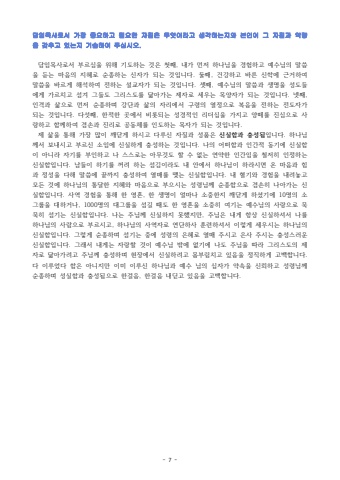 담임목사로서 가장 중요하고 필요한 자질은 무엇이라고 생각하는지와 본인이 그 자질과 역량
을 갖추고 있는지 기술하여 주십시오.
담임목사로서 부르심을 위해 기도하는 것은 첫째, 내가 먼저 하나님을 경험하고 예수님의 말씀
을 듣는 마음의 지혜로 순종하는 신자가 되는 것입니다. 둘째, 건강하고 바른 신학에 근거하여
말씀을 바르게 해석하여 전하는 설교자가 되는 것입니다. 셋째, 예수님의 말씀과 생명을 성도들
에게 가르치고 섬겨 그들도 그리스도를 닮아가는 제자로 세우는 목양자가 되는 것입니다. 넷째,
인격과 삶으로 먼저 순종하며 강단과 삶의 자리에서 구령의 열정으로 복음을 전하는 전도자가
되는 것입니다. 다섯째, 한적한 곳에서 비롯되는 성경적인 리더십을 가지고 양떼를 진심으로 사
랑하고 함께하여 겸손과 진리로 공동체를 인도하는 목자가 되는 것입니다.
제 삶을 통해 가장 많이 깨닫게 하시고 다루신 자질과 성품은 신실함과 충성됨입니다. 하나님
께서 보내시고 부르신 소임에 신실하게 충성하는 것입니다. 나의 어떠함과 인간적 동기에 신실함
이 아니라 자기를 부인하고 나 스스로는 아무것도 할 수 없는 연약한 인간임을 철저히 인정하는
신실함입니다. 남들이 하기를 꺼려 하는 섬김이라도 내 안에서 하나님이 하라시면 온 마음과 힘
과 정성을 다해 말씀에 끝까지 충성하여 열매를 맺는 신실함입니다. 내 혈기와 경험을 내려놓고
모든 것에 하나님의 통달한 지혜와 마음으로 부으시는 성령님께 순종함으로 겸손히 나아가는 신
실함입니다. 사역 경험을 통해 한 영혼, 한 생명이 얼마나 소중한지 깨닫게 하셨기에 10명의 소
그룹을 대하거나, 1000명의 대그룹을 섬길 때도 한 영혼을 소중히 여기는 예수님의 사랑으로 묵
묵히 섬기는 신실함입니다. 나는 주님께 신실하지 못했지만, 주님은 내게 항상 신실하셔서 나를
하나님의 사람으로 부르시고, 하나님의 사역자로 연단하사 훈련하셔서 이렇게 세우시는 하나님의
신실함입니다. 그렇게 순종하며 섬기는 중에 성령의 은혜로 열매 주시고 은사 주시는 충성스러운
신실함입니다. 그래서 내게는 자랑할 것이 예수님 밖에 없기에 나도 주님을 따라 그리스도의 제
자로 닮아가려고 주님께 충성하며 현장에서 신실하려고 몸부림치고 있음을 정직하게 고백합니다.
다 이루었다 함은 아니지만 이미 이루신 하나님과 예수 님의 십자가 약속을 신뢰하고 성령님께
순종하며 성실함과 충성됨으로 한걸음, 한걸음 내딛고 있음을 고백합니다.
- 7 -